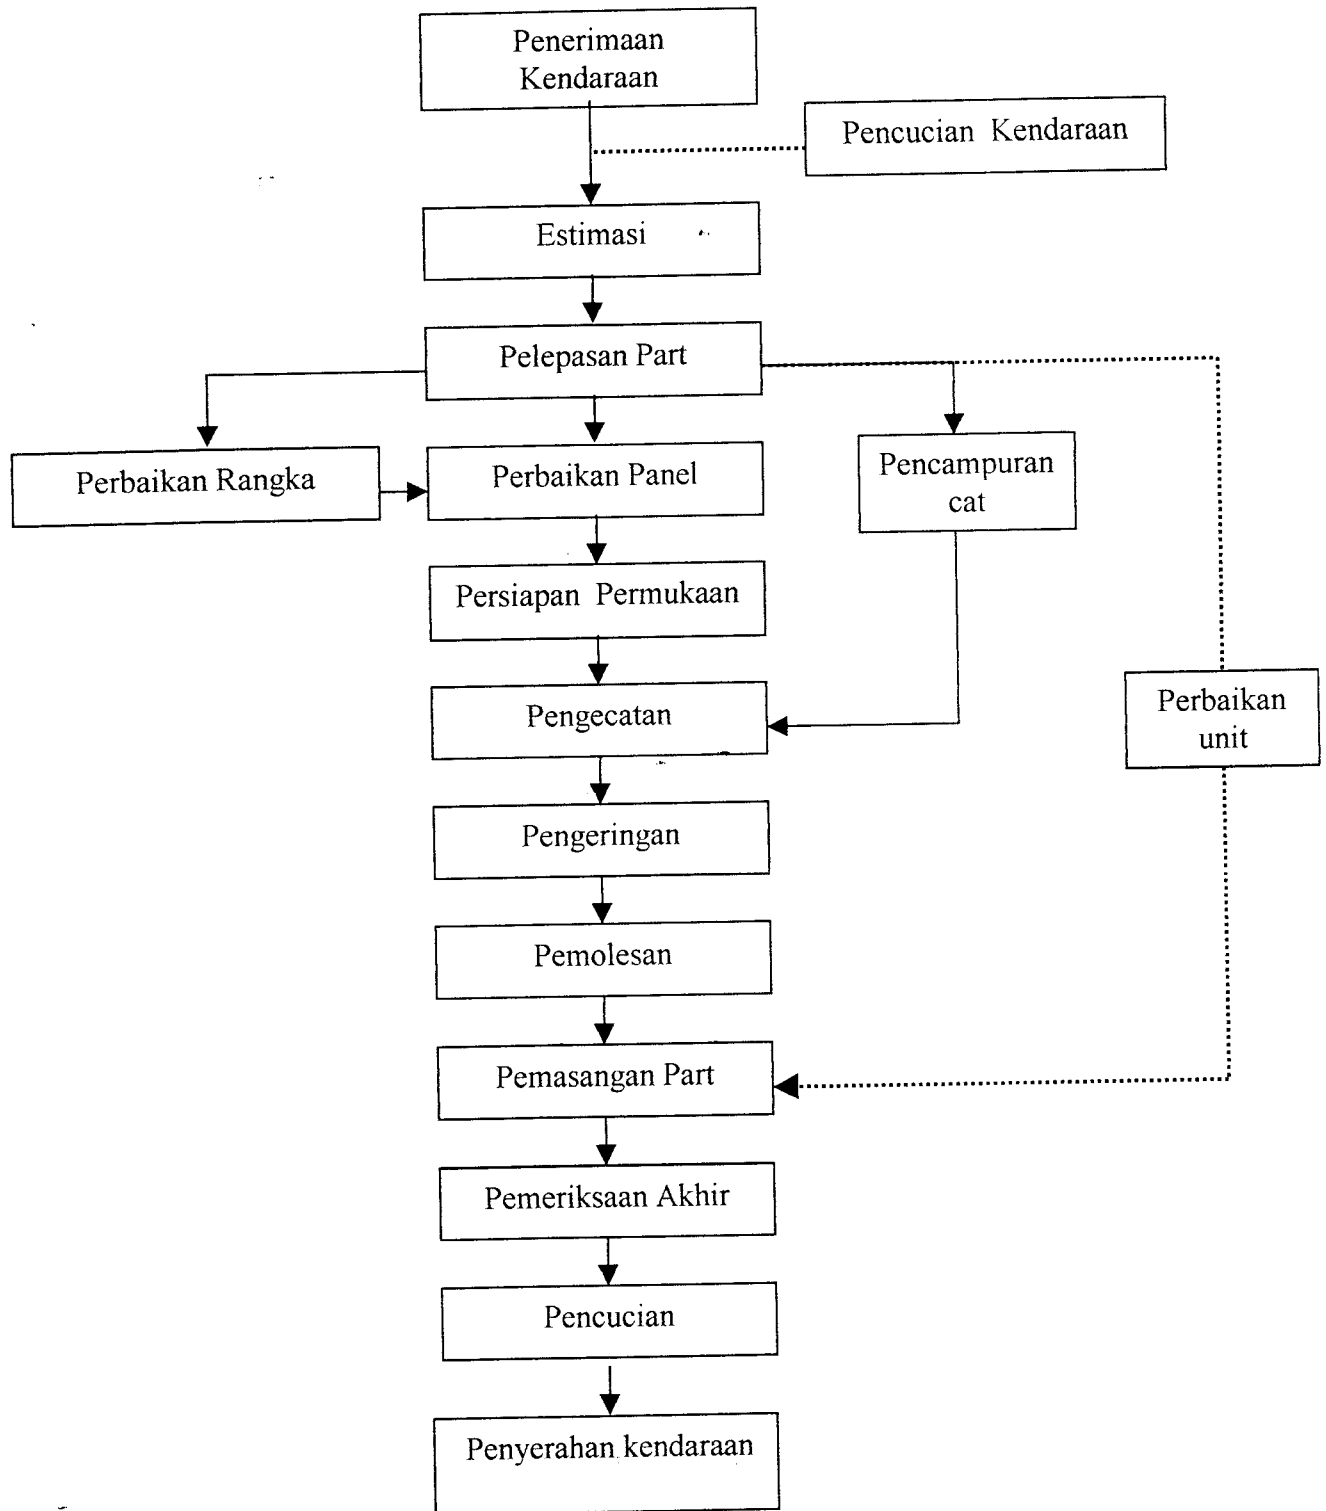 Penerimaan
Kendaraan
Pencucian Kendaraan
Estimasi
Pelepasan Part
Perbaikan Rangka
Perbaikan Panel
Pencampuran
cat
Persiapan Permukaan
Pengecatan
Perbaikan
unit
Pengeringan
Pemolesan
Pemasangan Part
Pemeriksaan Akhir
Pencucian
Penyerahan kendaraan